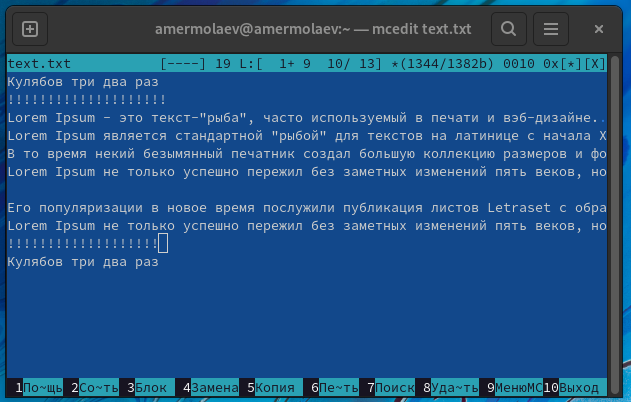 amermolaev@amermolaev:~ — mcedit text.txt
text.txt [----] 19 L:[ 1+ 9 10/ 13] *(1344/1382b) 0010 0x[*][X]
Кулябов три два раз
!!!!!!!!!!!!!!!!!!!!
Lorem Ipsum - это текст-"рыба", часто используемый в печати и вэб-дизайне..
Lorem Ipsum является стандартной "рыбой" для текстов на латинице с начала X
В то время некий безымянный печатник создал большую коллекцию размеров и фо
Lorem Ipsum не только успешно пережил без заметных изменений пять веков, но
Его популяризации в новое время послужили публикация листов Letraset с обра
Lorem Ipsum не только успешно пережил без заметных изменений пять веков, но
!!!!!!!!!!!!!!!!!!!
Кулябов три два раз
1По~щь 2Со~ть 3Блок 4Замена 5Копия 6Пе~ть 7Поиск 8Уда~ть 9МенюMC 10Выход